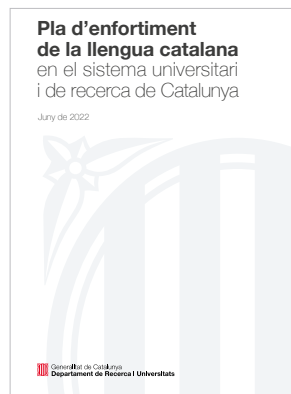 Pla d’enfortiment
de la llengua catalana
en el sistema universitari
i de recerca de Catalunya
Juny de 2022
Generalitat de Catalunya
Departament de Recerca i Universitats